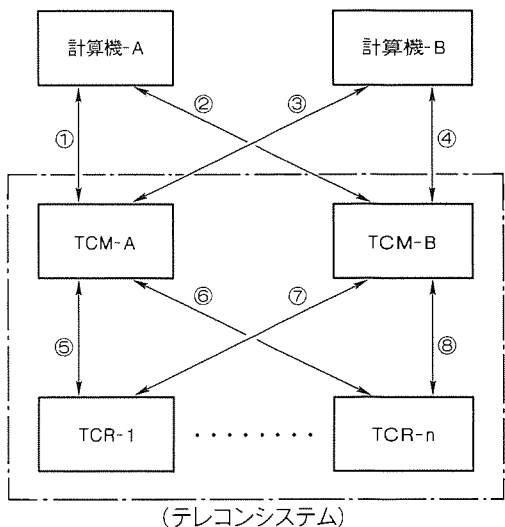 計算機-A
計算機-B
②
③
①
④
TCM-A
TCM-B
⑥
⑦
⑤
⑧
TCR-1
・・・・・・・・
TCR-n
(テレコンシステム)